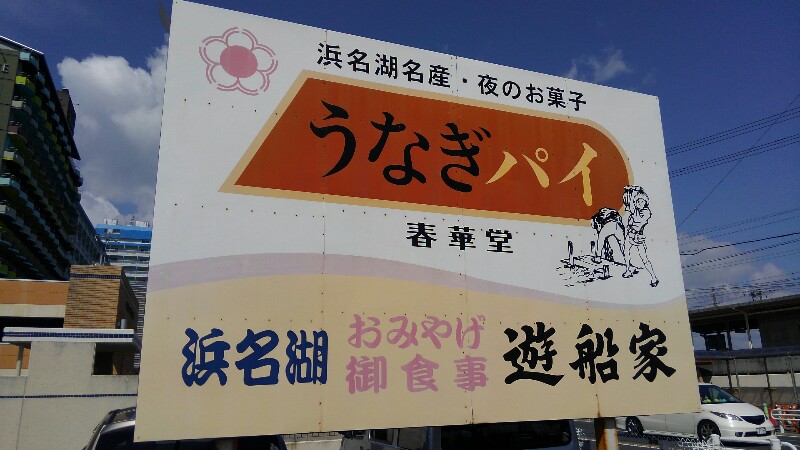 浜名湖名産・夜のお菓子
うなぎパイ
春華堂
浜名湖
おみやげ
御食事
遊船家